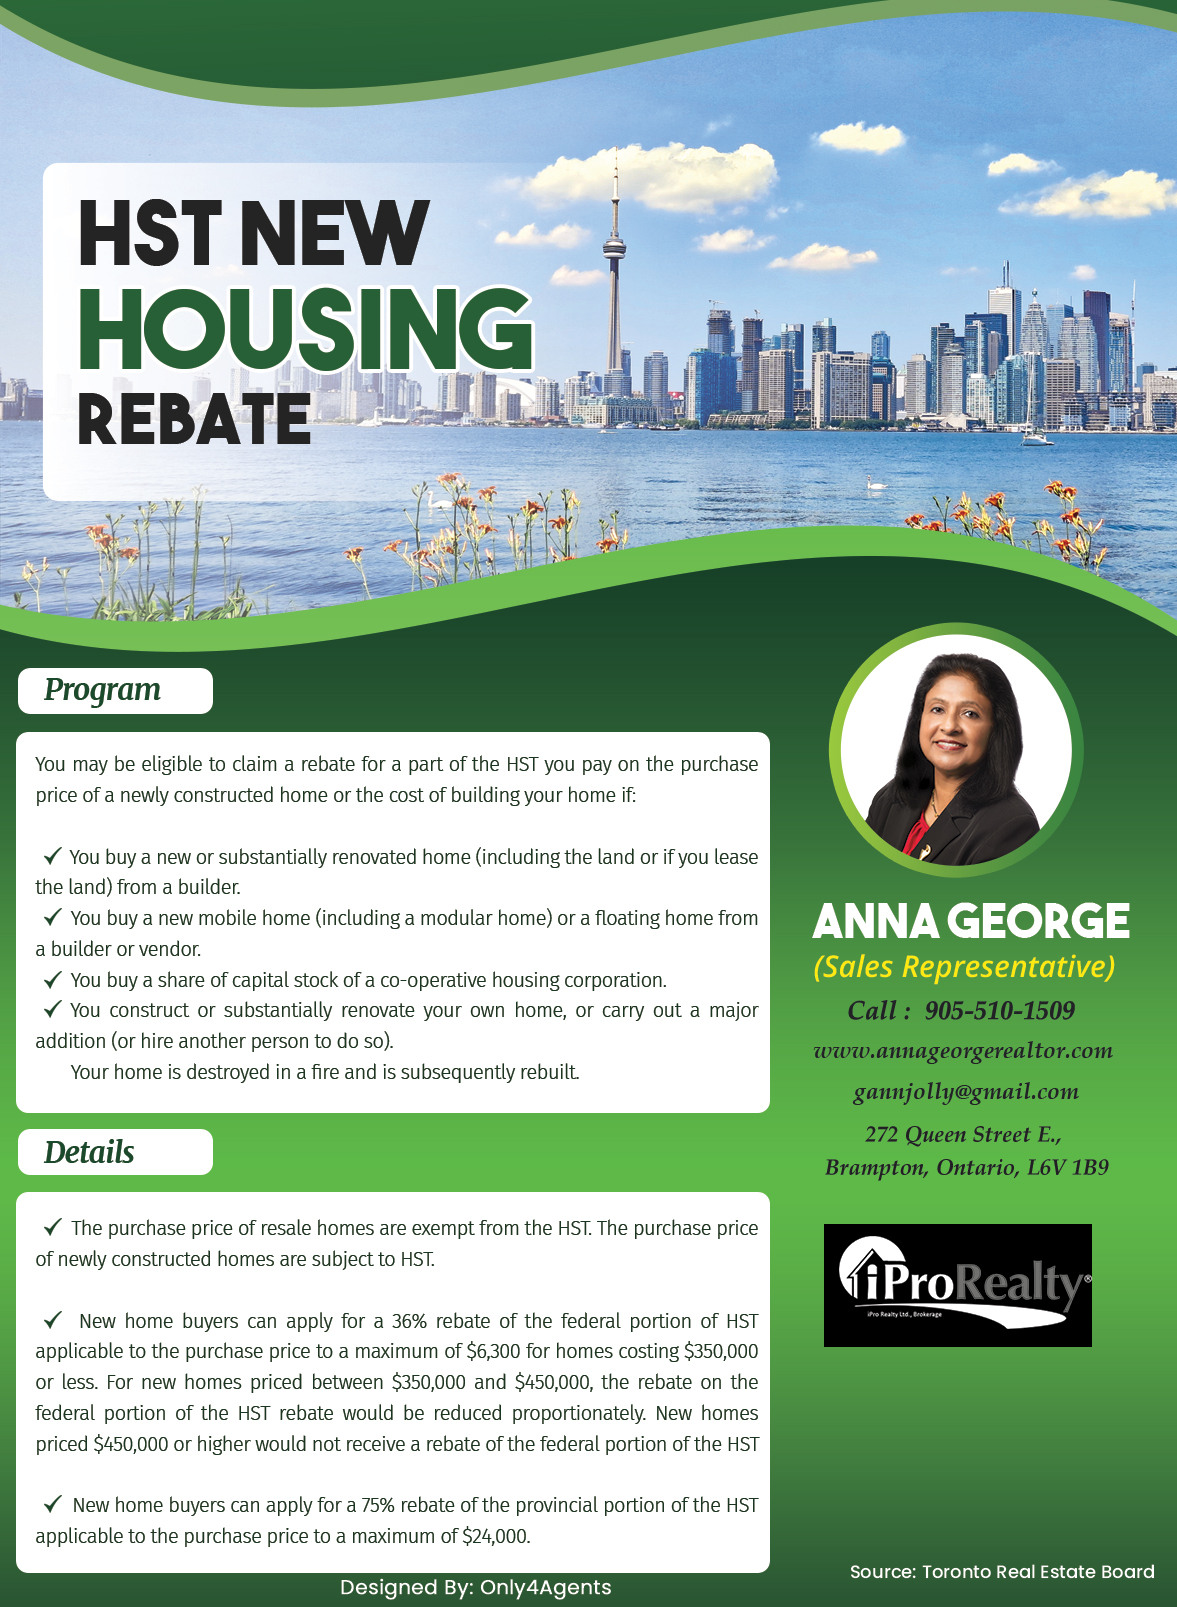 HST NEW
HOUSING
REBATE
Program
You may be eligible to claim a rebate for a part of the HST you pay on the purchase
price of a newly constructed home or the cost of building your home if:
✓ You buy a new or substantially renovated home (including the land or if you lease
the land) from a builder.
✓ You buy a new mobile home (including a modular home) or a floating home from
a builder or vendor.
✓ You buy a share of capital stock of a co-operative housing corporation.
✓ You construct or substantially renovate your own home, or carry out a major
addition (or hire another person to do so).
Your home is destroyed in a fire and is subsequently rebuilt.
Details
✓ The purchase price of resale homes are exempt from the HST. The purchase price
of newly constructed homes are subject to HST.
✓ New home buyers can apply for a 36% rebate of the federal portion of HST
applicable to the purchase price to a maximum of $6,300 for homes costing $350,000
or less. For new homes priced between $350,000 and $450,000, the rebate on the
federal portion of the HST rebate would be reduced proportionately. New homes
priced $450,000 or higher would not receive a rebate of the federal portion of the HST
✓ New home buyers can apply for a 75% rebate of the provincial portion of the HST
applicable to the purchase price to a maximum of $24,000.
ANNA GEORGE
(Sales Representative)
Call : 905-510-1509
www.annageorgerealtor.com
gannjolly@gmail.com
272 Queen Street E.,
Brampton, Ontario, L6V 1B9
iProRealty®
iPro Realty Ltd., Brokerage
Designed By: Only4Agents
Source: Toronto Real Estate Board